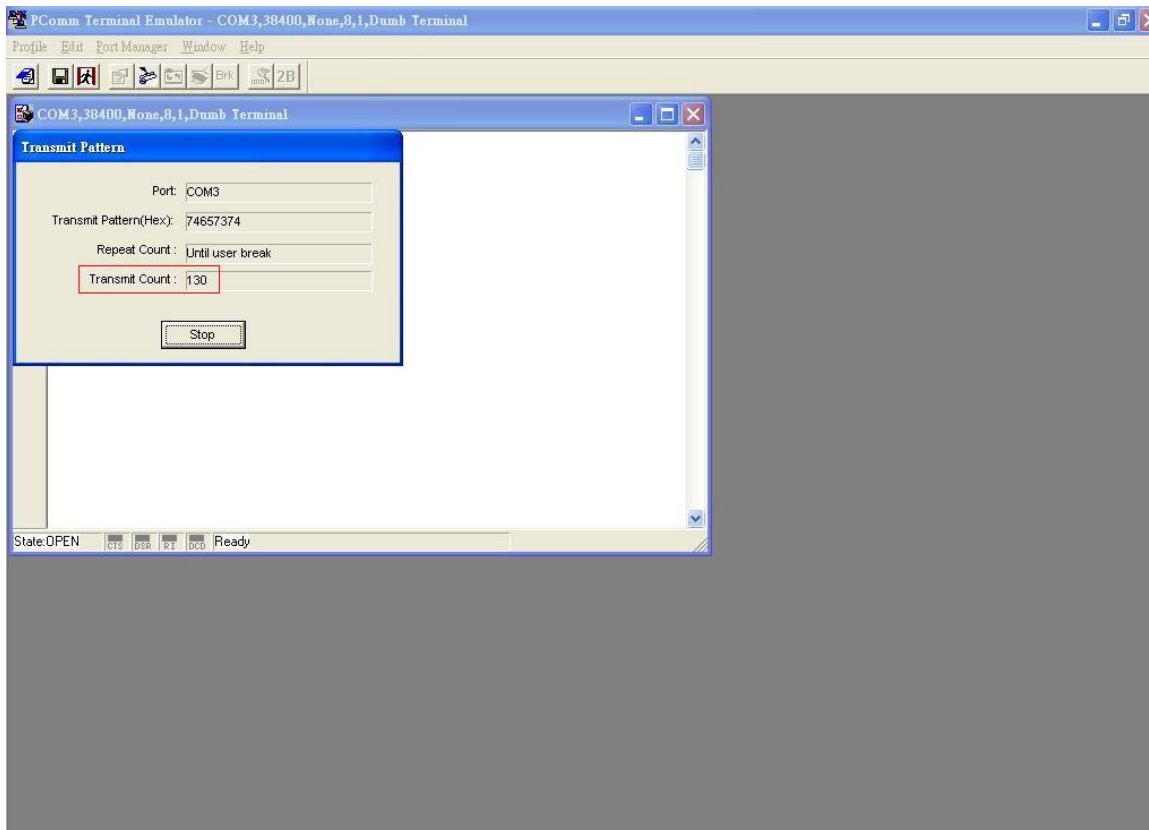 PComm Terminal Emulator - COM3,38400,None,8,1,Dumb Terminal
Profile Edit Port Manager Window Help
Brk 2B
COM3,38400,None,8,1,Dumb Terminal
Transmit Pattern
Port: COM3
Transmit Pattern(Hex): 74657374
Repeat Count : Until user break
Transmit Count : 130
Stop
State:OPEN CTS DSR RI DCD Ready